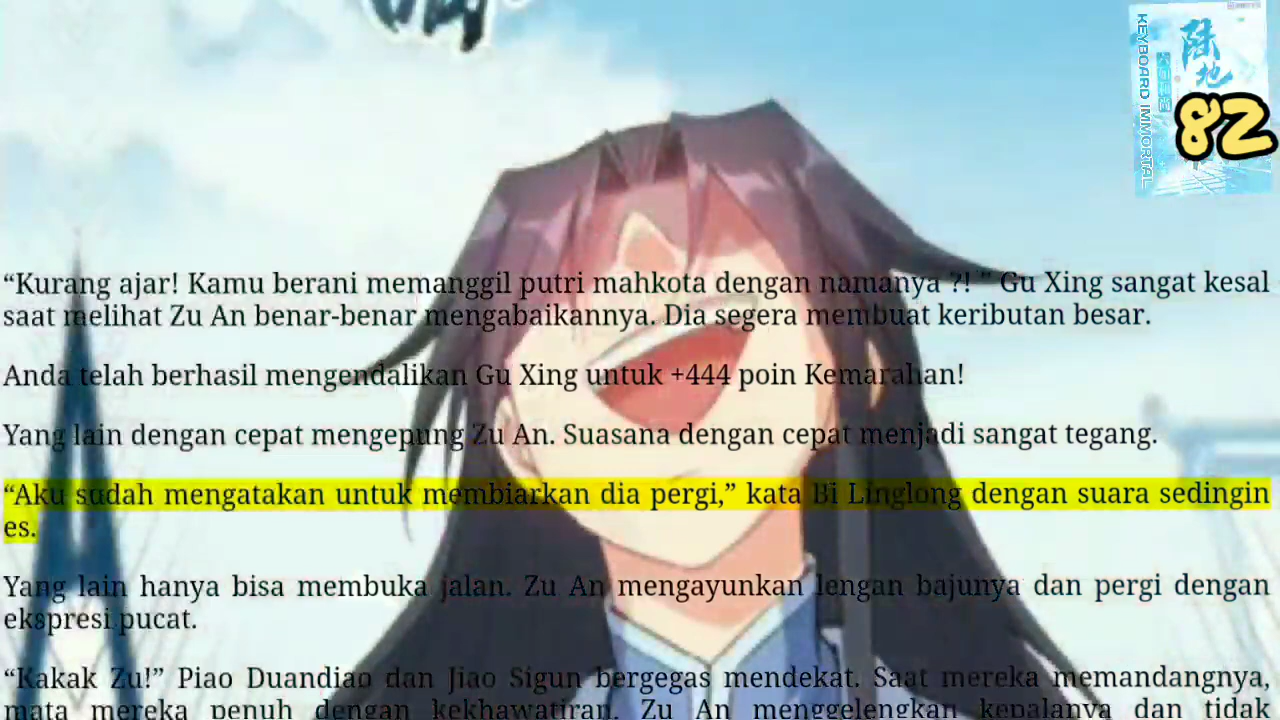 陆地
KEYBOARD IMMORTAL
82
“Kurang ajar! Kamu berani memanggil putri mahkota dengan namanya ?! ” Gu Xing sangat kesal
saat melihat Zu An benar-benar mengabaikannya. Dia segera membuat keributan besar.
Anda telah berhasil mengendalikan Gu Xing untuk +444 poin Kemarahan!
Yang lain dengan cepat mengepung Zu An. Suasana dengan cepat menjadi sangat tegang.
“Aku sudah mengatakan untuk membiarkan dia pergi,” kata Bi Linglong dengan suara sedingin
es.
Yang lain hanya bisa membuka jalan. Zu An mengayunkan lengan bajunya dan pergi dengan
ekspresi pucat.
“Kakak Zu!” Piao Duandiao dan Jiao Sigun bergegas mendekat. Saat mereka memandangnya,
mata mereka penuh dengan kekhawatiran. Zu An menggelengkan kepalanya dan tidak